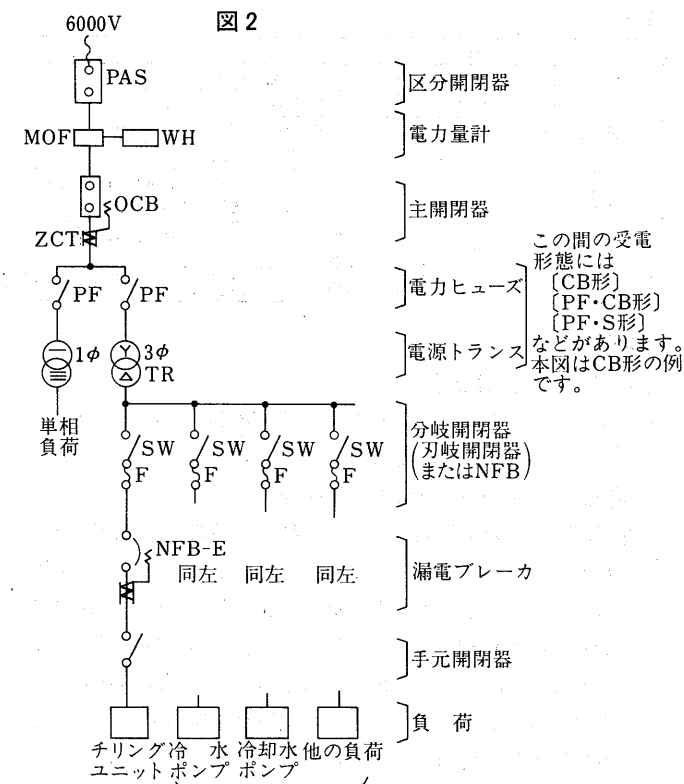 図2
6000V
PAS
区分開閉器
MOF
WH
電力量計
OCB
主開閉器
ZCT
この間の受電
形態には
〔CB形〕
〔PF・CB形〕
〔PF・S形〕
などがあります。
本図はCB形の例
です。
PF
PF
電力ヒューズ
1φ
3φ
TR
電源トランス
単相
負荷
SW
F
SW
F
SW
F
SW
F
分岐開閉器
(刃岐開閉器
またはNFB)
NFB-E
同左
同左
同左
漏電ブレーカ
手元開閉器
負 荷
チリング
ユニット
冷 水
ポンプ
冷却水
ポンプ
他の負荷